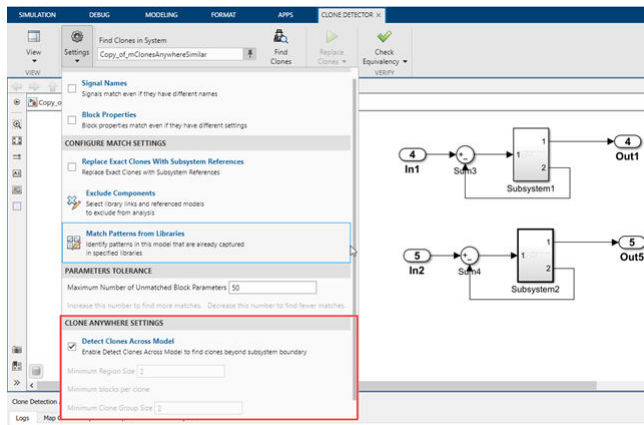 SIMULATION DEBUG MODELING FORMAT APPS CLONE DETECTOR ×
View
Settings
Find Clones in System
Copy_of_mClonesAnywhereSimilar
Find
Clones
Replace
Clones
Check
Equivalency
VIEW
VERIFY
Copy_o
Signal Names
Signals match even if they have different names
Block Properties
Block properties match even if they have different settings
CONFIGURE MATCH SETTINGS
Replace Exact Clones With Subsystem References
Replace Exact Clones with Subsystem References
Exclude Components
Select library links and referenced models
to exclude from analysis
Match Patterns from Libraries
Identify patterns in this model that are already captured
in specified libraries
PARAMETERS TOLERANCE
Maximum Number of Unmatched Block Parameters 50
Increase this number to find more matches. Decrease this number to find fewer matches.
CLONE ANYWHERE SETTINGS
Detect Clones Across Model
Enable Detect Clones Across Model to find clones beyond subsystem boundary
Minimum Region Size 2
Minimum blocks per clone
Minimum Clone Group Size 2
4
In1
Sum3
1
1
2
Subsystem1
4
Out1
5
In2
Sum4
1
1
2
Subsystem2
5
Out5
Clone Detection
Logs